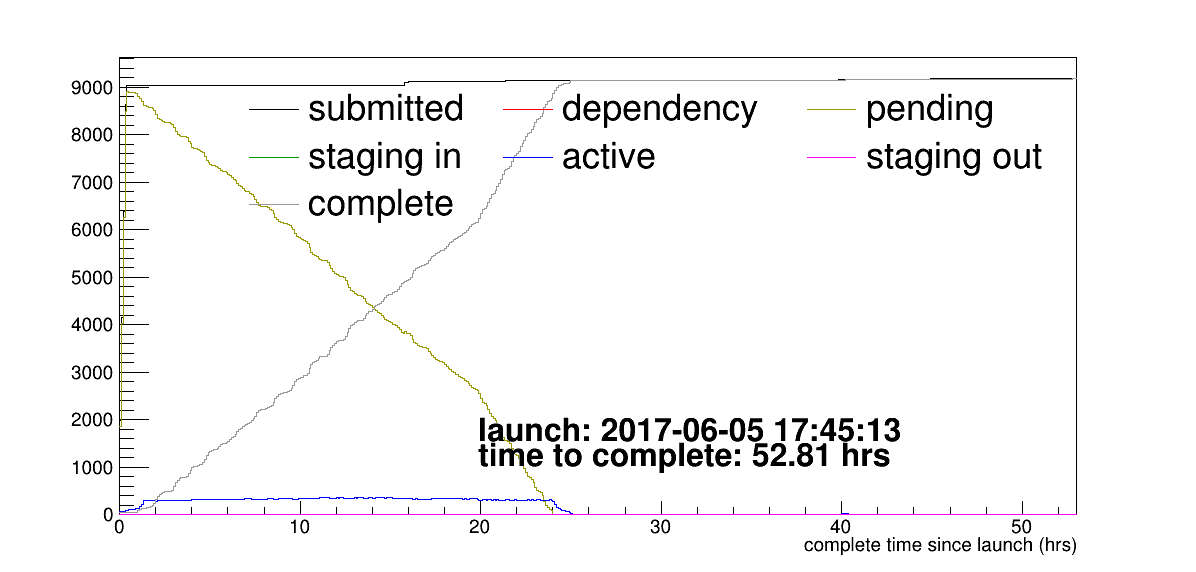 9000
8000
7000
6000
5000
4000
3000
2000
1000
0
submitted dependency pending
staging in active staging out
complete
launch: 2017-06-05 17:45:13
time to complete: 52.81 hrs
0 10 20 30 40 50
complete time since launch (hrs)